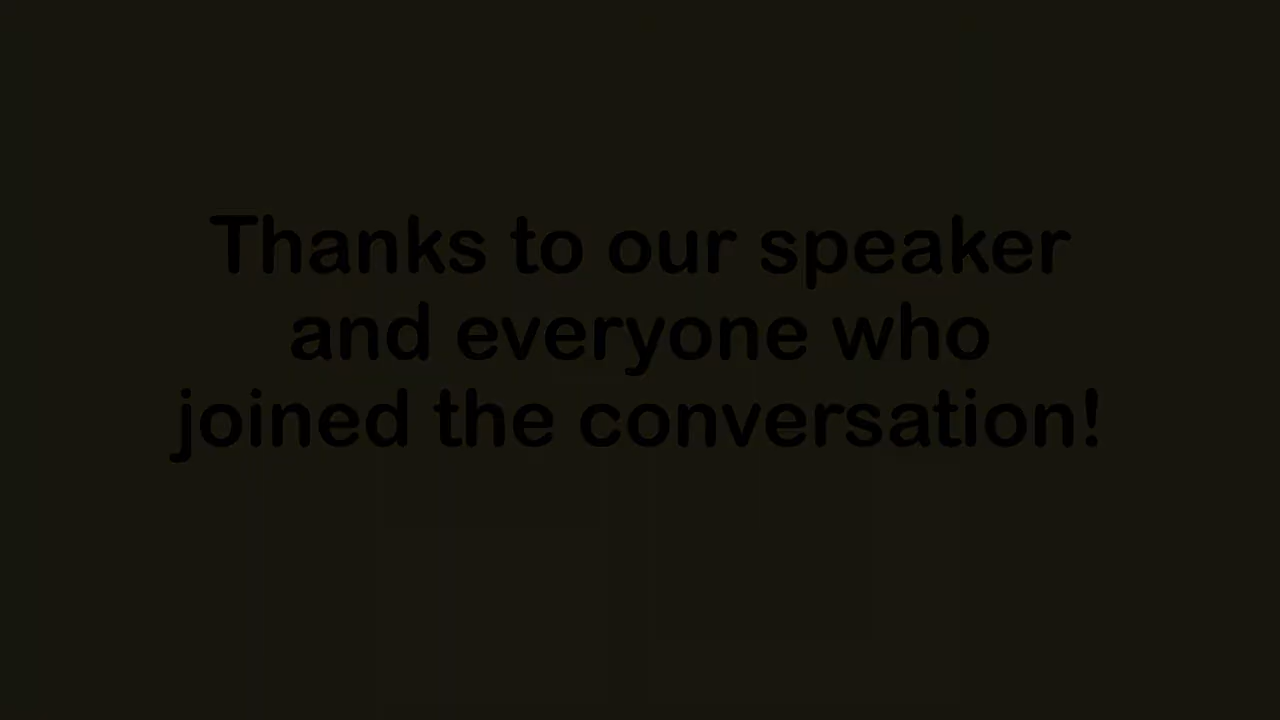 Thanks to our speaker
and everyone who
joined the conversation!